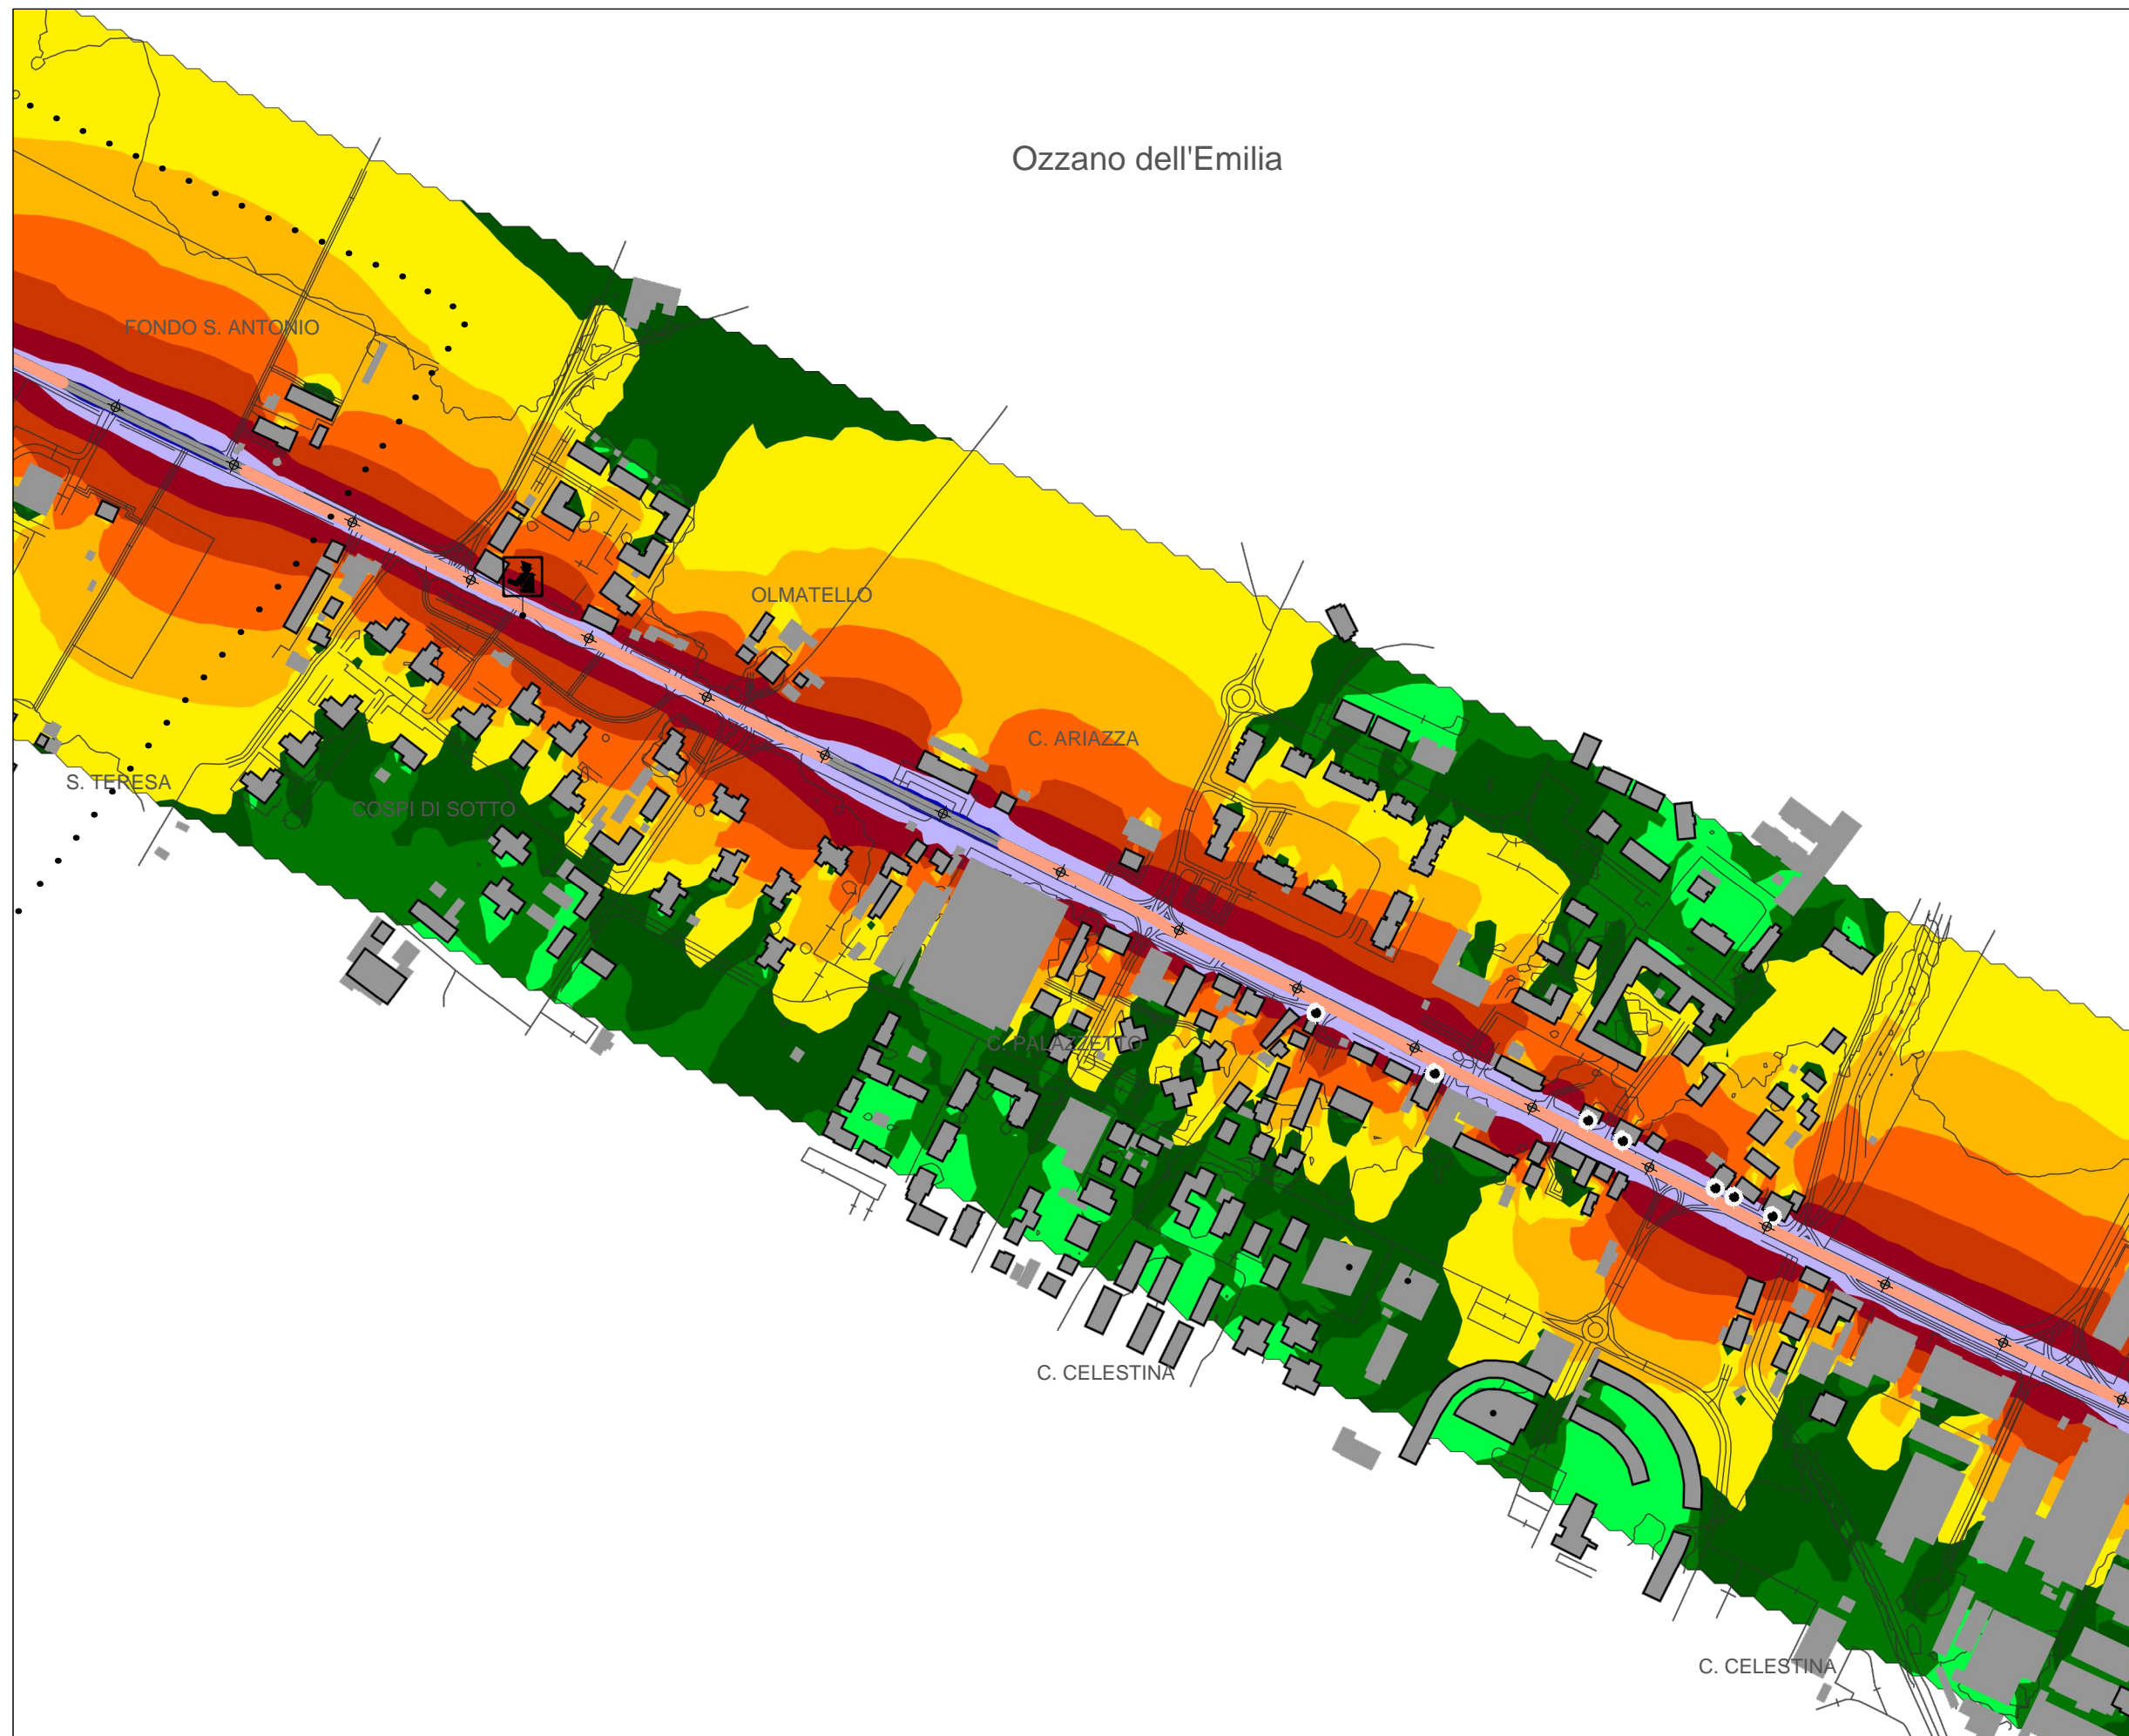 Ozzano dell'Emilia
FONDO S. ANTONIO
OLMATELLO
C. ARIAZZA
S. TERESA
COSPI DI SOTTO
C. PALAZZETTO
C. CELESTINA
C. CELESTINA